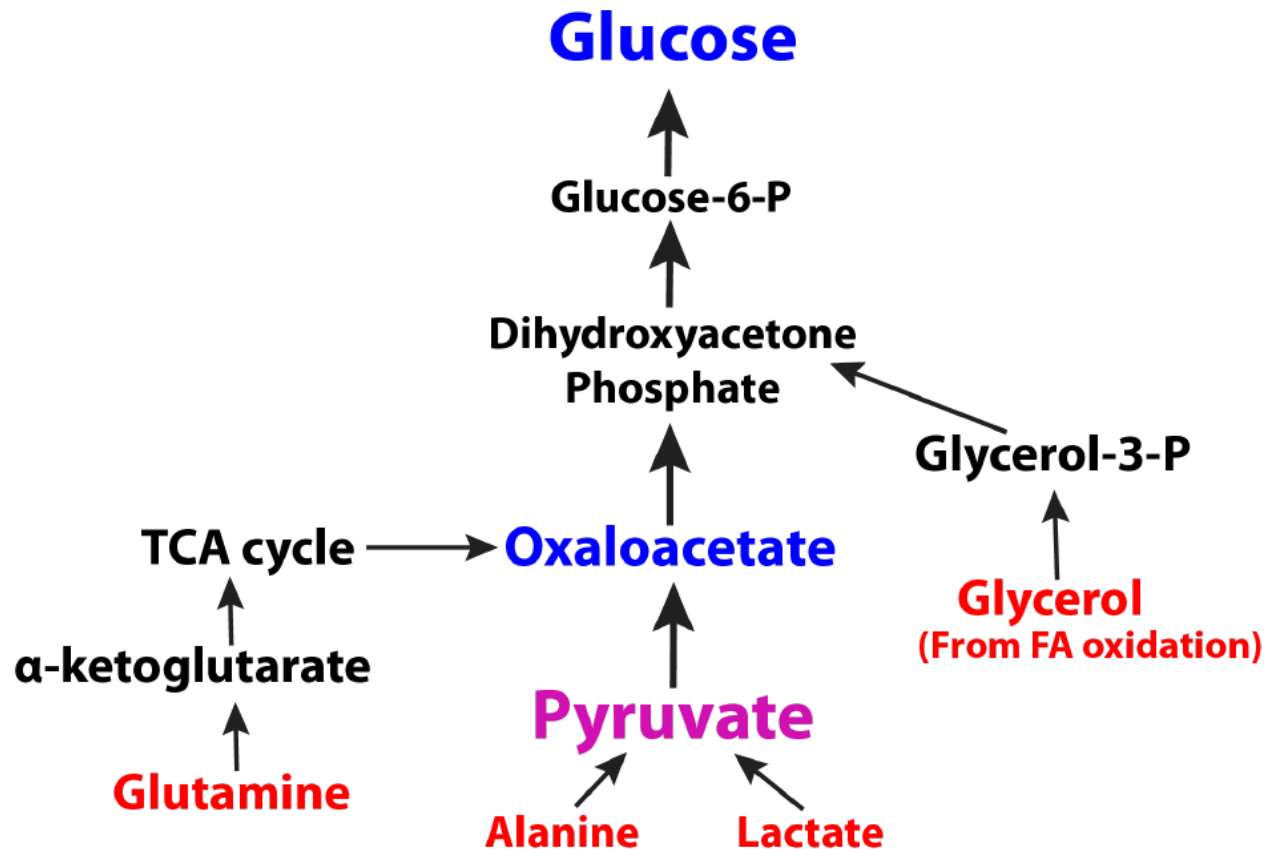 Glucose
Glucose-6-P
Dihydroxyacetone
Phosphate
Glycerol-3-P
TCA cycle
Oxaloacetate
Glycerol
(From FA oxidation)
α-ketoglutarate
Pyruvate
Glutamine
Alanine
Lactate